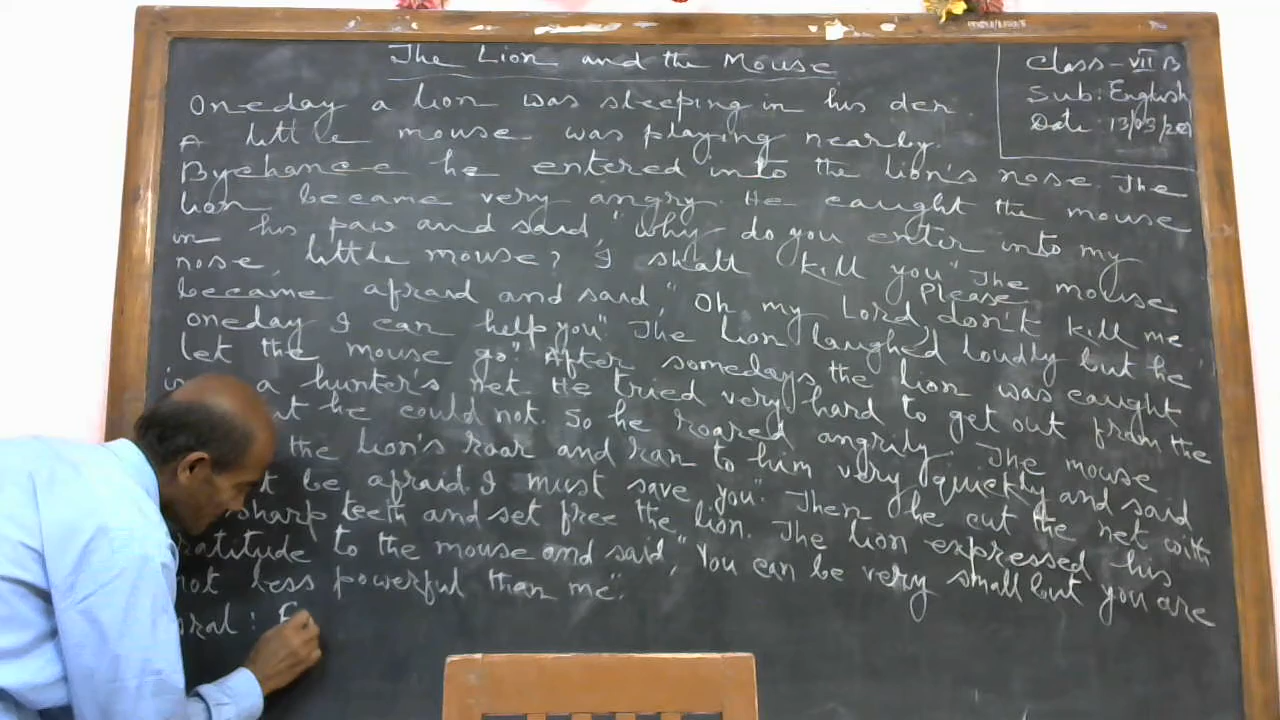 The Lion and the Mouse
Class - VII B
Sub: English
Date: 13/03/20
Oneday a lion was sleeping in his den.
A little mouse was playing nearby.
Bychance he entered into the lion's nose. The
lion became very angry. He caught the mouse
in his paw and said, "Why do you enter into my
nose, little mouse? I shall kill you". The mouse
became afraid and said, "Oh my Lord, Please don't kill me
oneday I can help you". The lion laughed loudly but he
let the mouse go". After somedays the lion was caught
in a hunter's net. He tried very hard to get out from the
but he could not. So he roared angrily. The mouse
the lion's roar and ran to him very quickly and said
be afraid. I must save you". Then he cut the net with
sharp teeth and set free the lion. The lion expressed his
gratitude to the mouse and said, "You can be very small but you are
not less powerful than me".
oral :